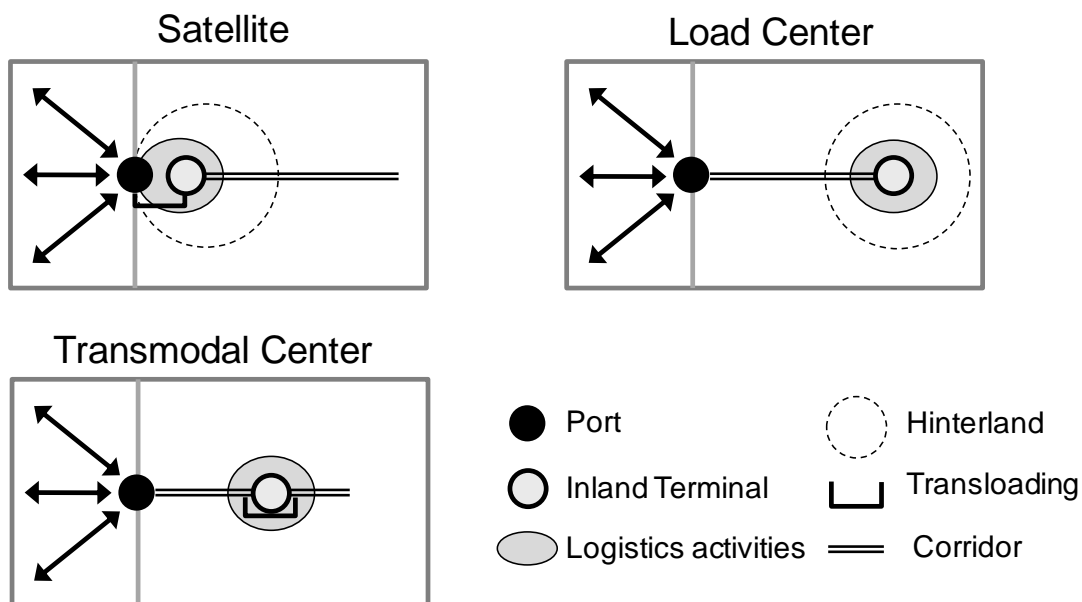 Satellite
Load Center
Transmodal Center
Port
Hinterland
Inland Terminal
Transloading
Logistics activities
Corridor